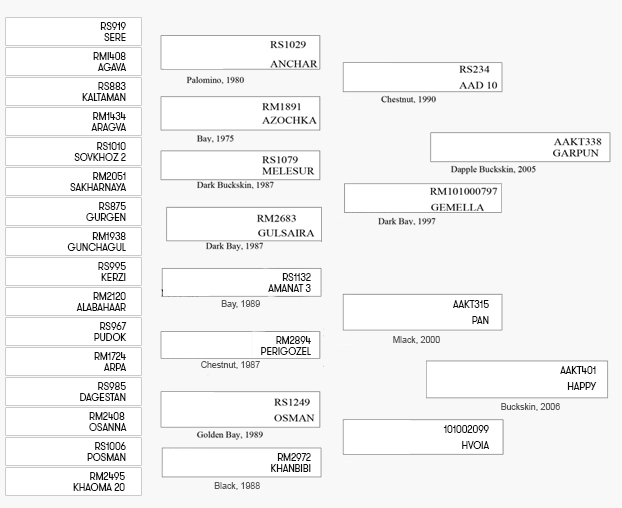 RS919
SERE
RM1408
AGAVA
RS883
KALTAMAN
RM1434
ARAGVA
RS1010
SOVKHOZ 2
RM2051
SAKHARNAYA
RS875
GURGEN
RM1938
GUNCHAGUL
RS995
KERZI
RM2120
ALABAHAAR
RS967
PUDOK
RM1724
ARPA
RS985
DAGESTAN
RM2408
OSANNA
RS1006
POSMAN
RM2495
KHAOMA 20
RS1029
ANCHAR
Palomino, 1980
RM1891
AZOCHKA
Bay, 1975
RS1079
MELESUR
Dark Buckskin, 1987
RM2683
GULSAIRA
Dark Bay, 1987
RS1132
AMANAT 3
Bay, 1989
RM2894
PERIGOZEL
Chestnut, 1987
RS1249
OSMAN
Golden Bay, 1989
RM2972
KHANBIBI
Black, 1988
RS234
AAD 10
Chestnut, 1990
RM101000797
GEMELLA
Dark Bay, 1997
AAKT315
PAN
Mlack, 2000
101002099
HVOIA
AAKT338
GARPUN
Dapple Buckskin, 2005
AAKT401
HAPPY
Buckskin, 2006